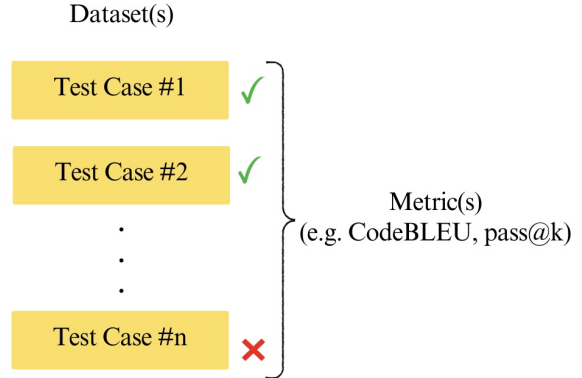 Dataset(s)
Test Case #1
Test Case #2
Metric(s)
(e.g. CodeBLEU, pass@k)
Test Case #n